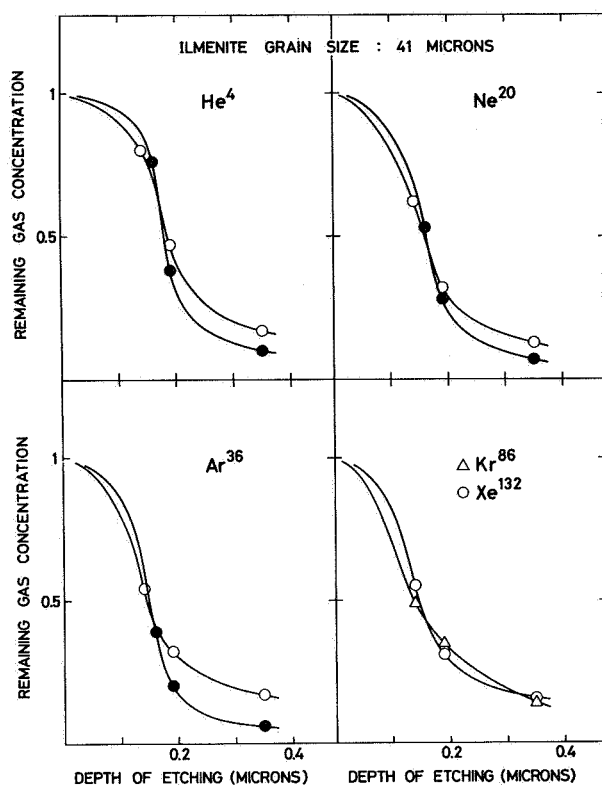 ILMENITE GRAIN SIZE : 41 MICRONS
He4
Ne20
1
0.5
REMAINING GAS CONCENTRATION
Ar36
Kr86
Xe132
1
0.5
REMAINING GAS CONCENTRATION
0.2
0.4
0.2
0.4
DEPTH OF ETCHING (MICRONS)
DEPTH OF ETCHING (MICRONS)